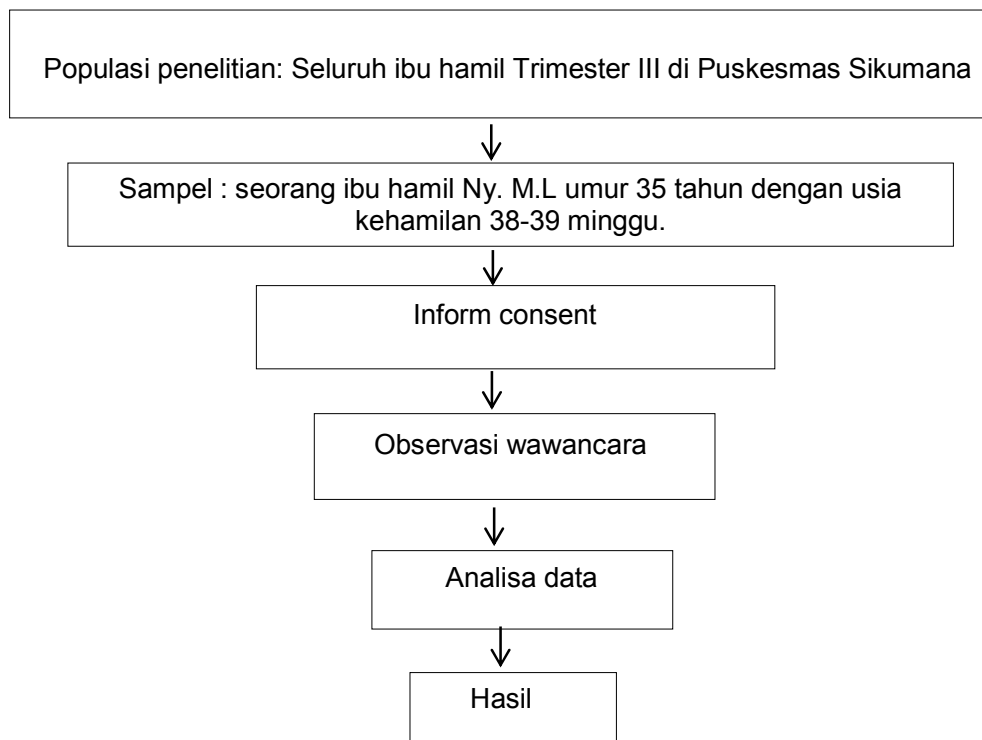 Populasi penelitian: Seluruh ibu hamil Trimester III di Puskesmas Sikumana
Sampel : seorang ibu hamil Ny. M.L umur 35 tahun dengan usia
kehamilan 38-39 minggu.
Inform consent
Observasi wawancara
Analisa data
Hasil